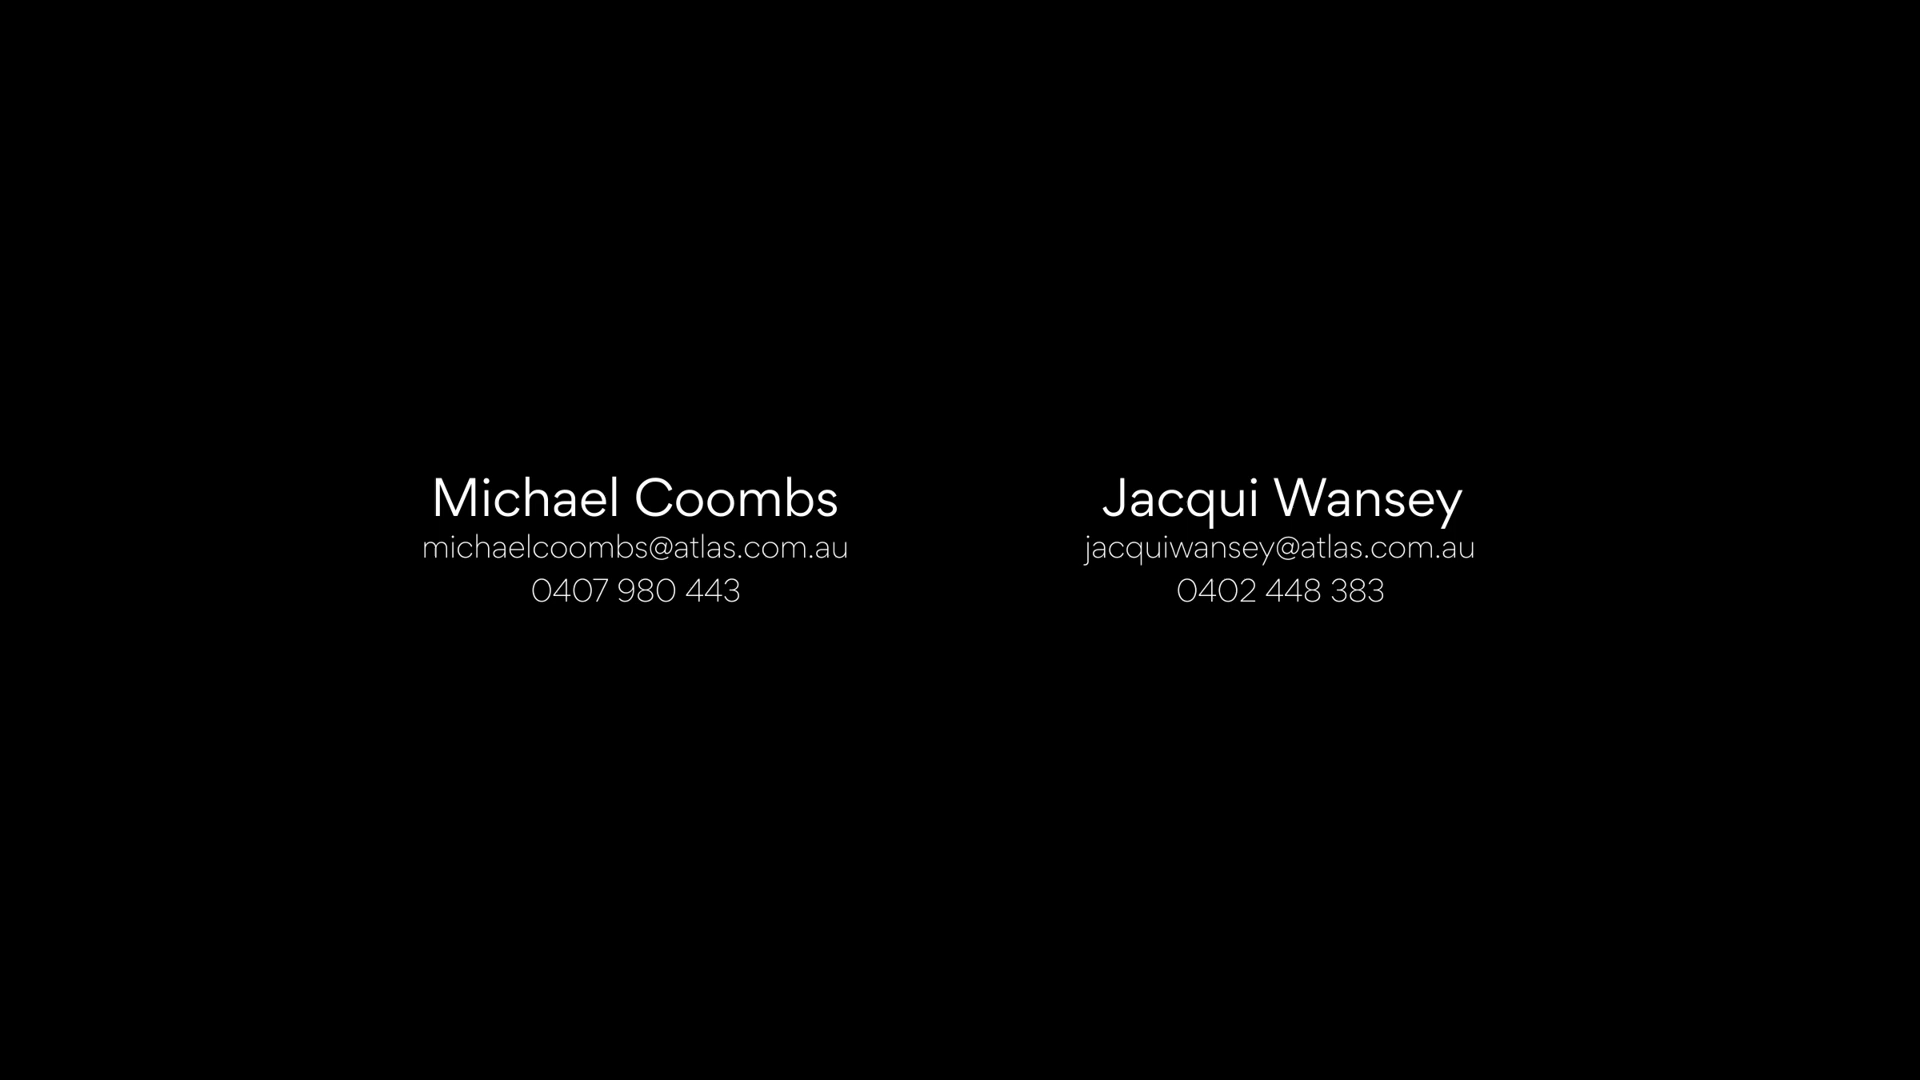 Michael Coombs
michaelcoombs@atlas.com.au
0407 980 443
Jacqui Wansey
jacquiwansey@atlas.com.au
0402 448 383